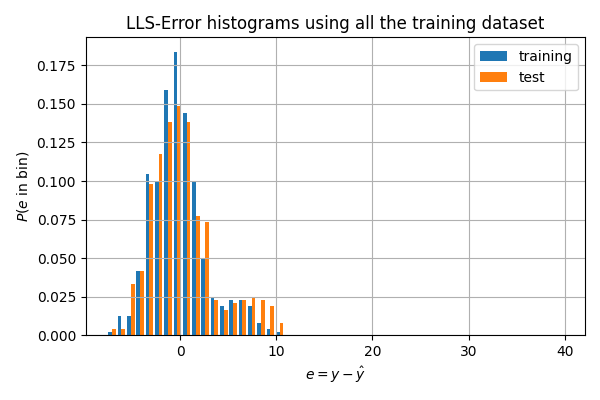 LLS-Error histograms using all the training dataset
training
test
0.175
0.150
0.125
0.100
0.075
0.050
0.025
0.000
P(e in bin)
0 10 20 30 40
e = y − ŷ